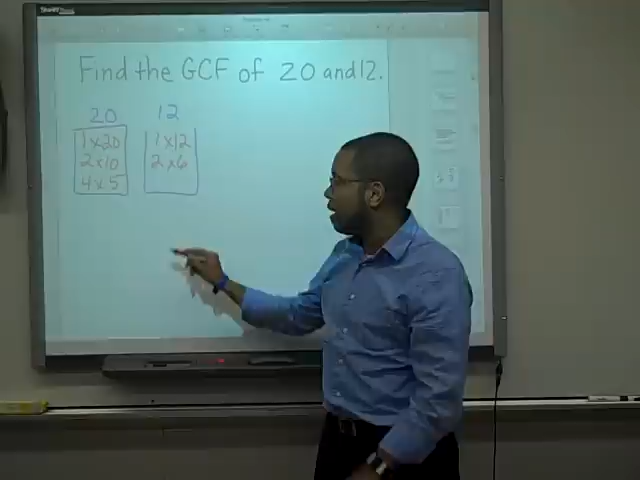 Find the GCF of 20 and 12.
20 12
1x20 1x12
2x10 2x6
4x5